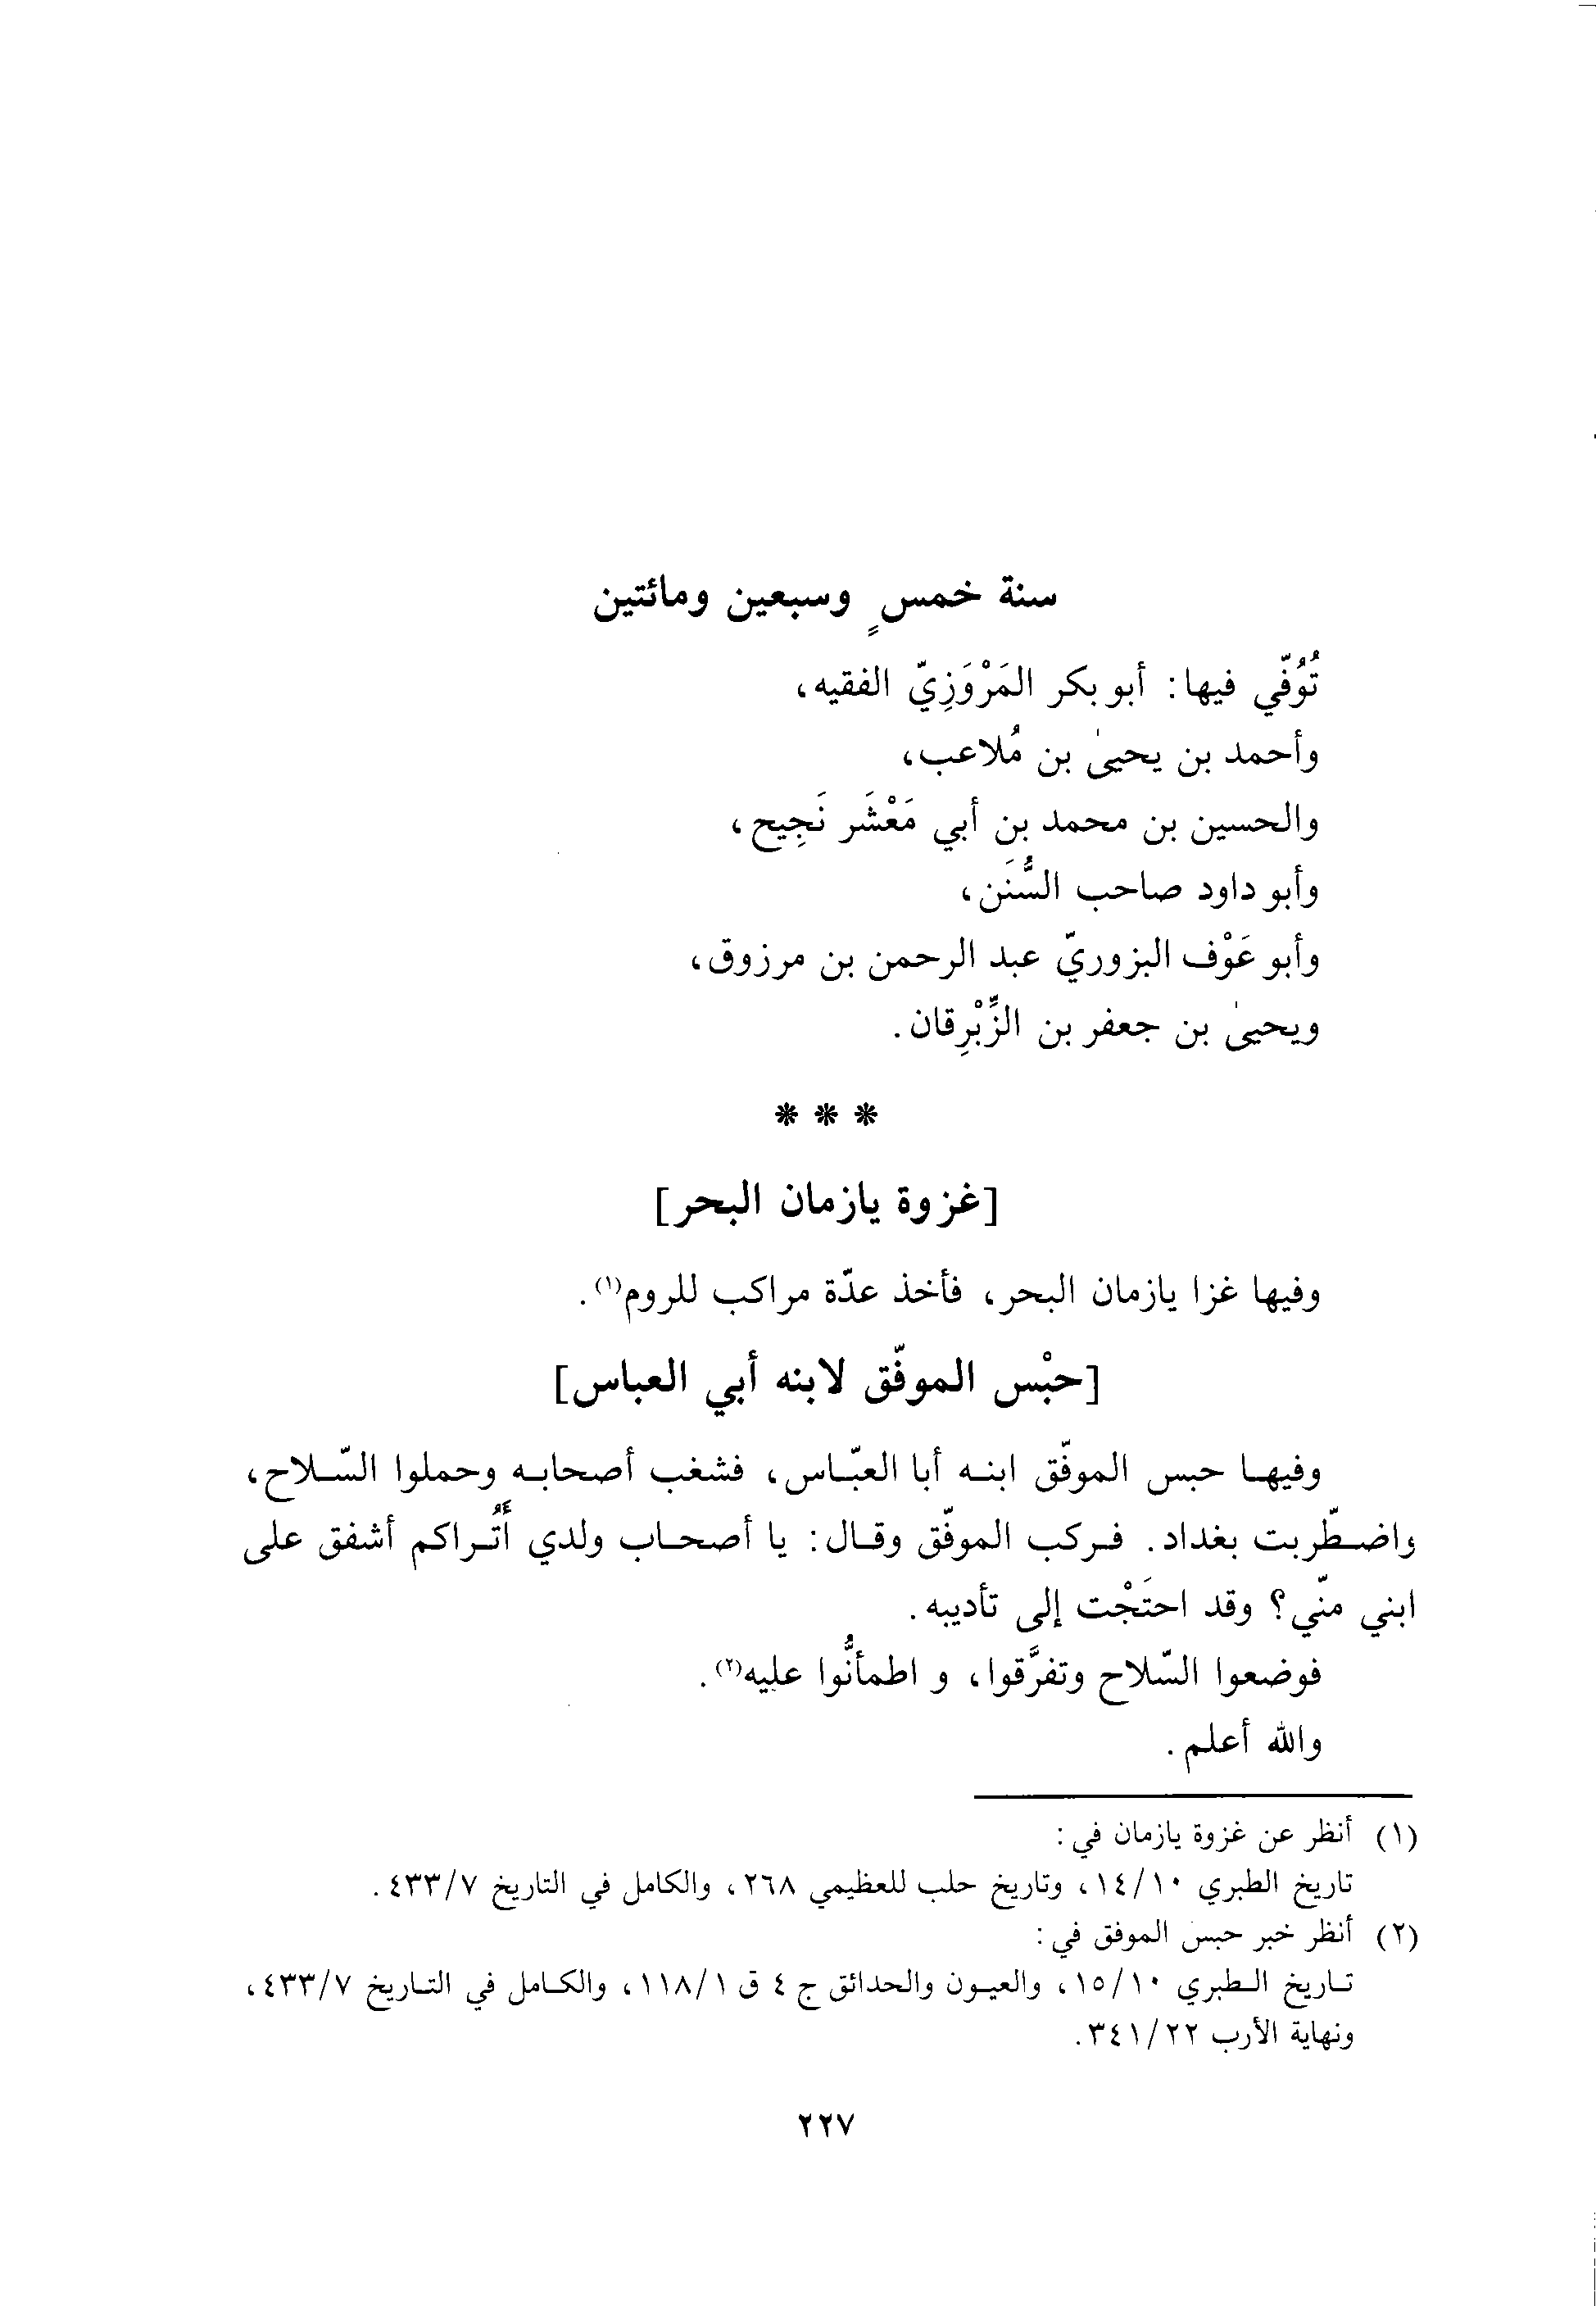 سنة خمسٍ وسبعين ومائتين
تُوُفّي فيها: أبو بكر المَرْوَزِيّ الفقيه،
وأحمد بن يحيىٰ بن مُلاعب،
والحسين بن محمد بن أبي مَعْشَر نَجِيح،
وأبو داود صاحب السُّنَن،
وأبو عَوْف البزوريّ عبد الرحمن بن مرزوق،
ويحيىٰ بن جعفر بن الزِّبْرِقان.
* * *
[غزوة يازمان البحر]
وفيها غزا يازمان البحر، فأخذ عدّة مراكب للروم(١).
[حبْس الموفّق لابنه أبي العباس]
وفيها حبس الموفّق ابنه أبا العبّاس، فشغب أصحابه وحملوا السّلاح،
واضطّربت بغداد. فركب الموفّق وقال: يا أصحاب ولدي أَتُراكم أشفق على
ابني منّي؟ وقد احتَجْت إلى تأديبه.
فوضعوا السّلاح وتفرَّقوا، و اطمأنُّوا عليه(٢).
والله أعلم.
(١) أنظر عن غزوة يازمان في:
تاريخ الطبري ١٤/١٠، وتاريخ حلب للعظيمي ٢٦٨، والكامل في التاريخ ٤٣٣/٧.
(٢) أنظر خبر حبس الموفق في:
تاريخ الطبري ١٥/١٠، والعيون والحدائق ج ٤ ق ١١٨/١، والكامل في التاريخ ٤٣٣/٧،
ونهاية الأرب ٣٤١/٢٢.
٢٢٧